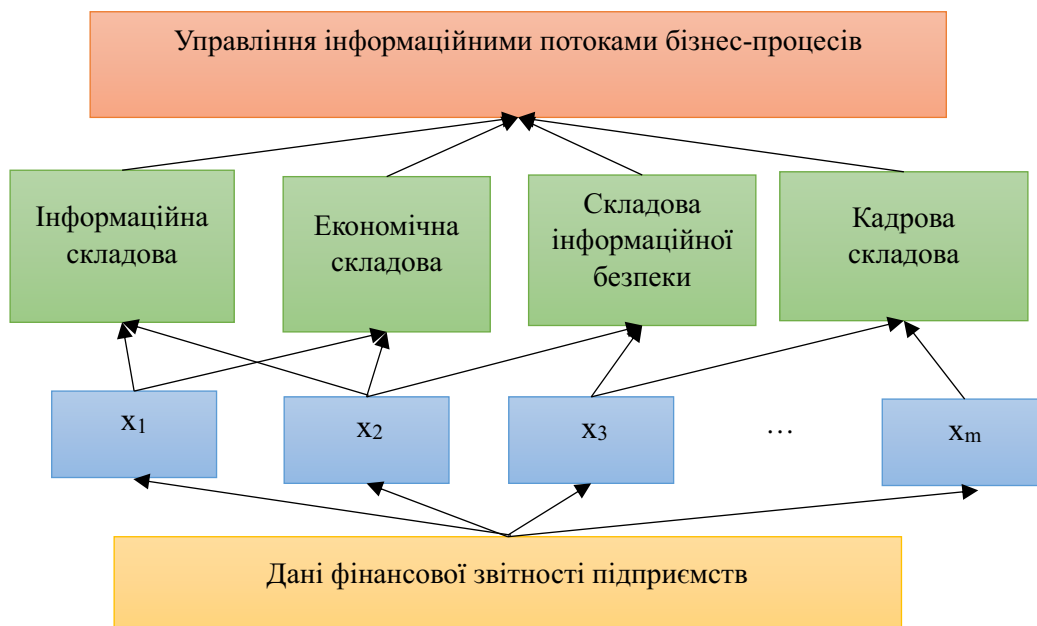 Управління інформаційними потоками бізнес-процесів
Інформаційна
складова
Економічна
складова
Складова
інформаційної
безпеки
Кадрова
складова
x₁
x₂
x₃
…
xₘ
Дані фінансової звітності підприємств